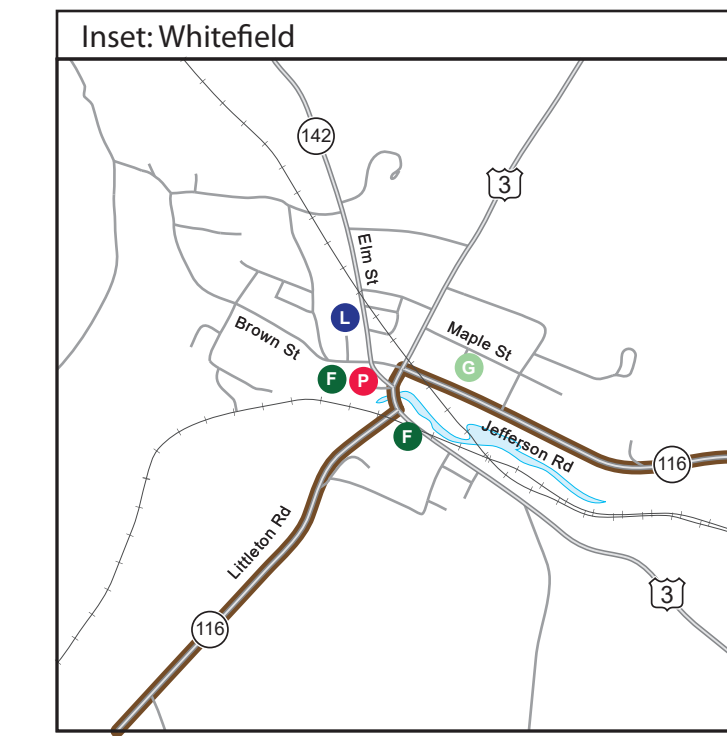 Inset: Whitefield
142
3
Elm St
L
Brown St
Maple St
F
P
G
F
Jefferson Rd
116
Littleton Rd
3
116